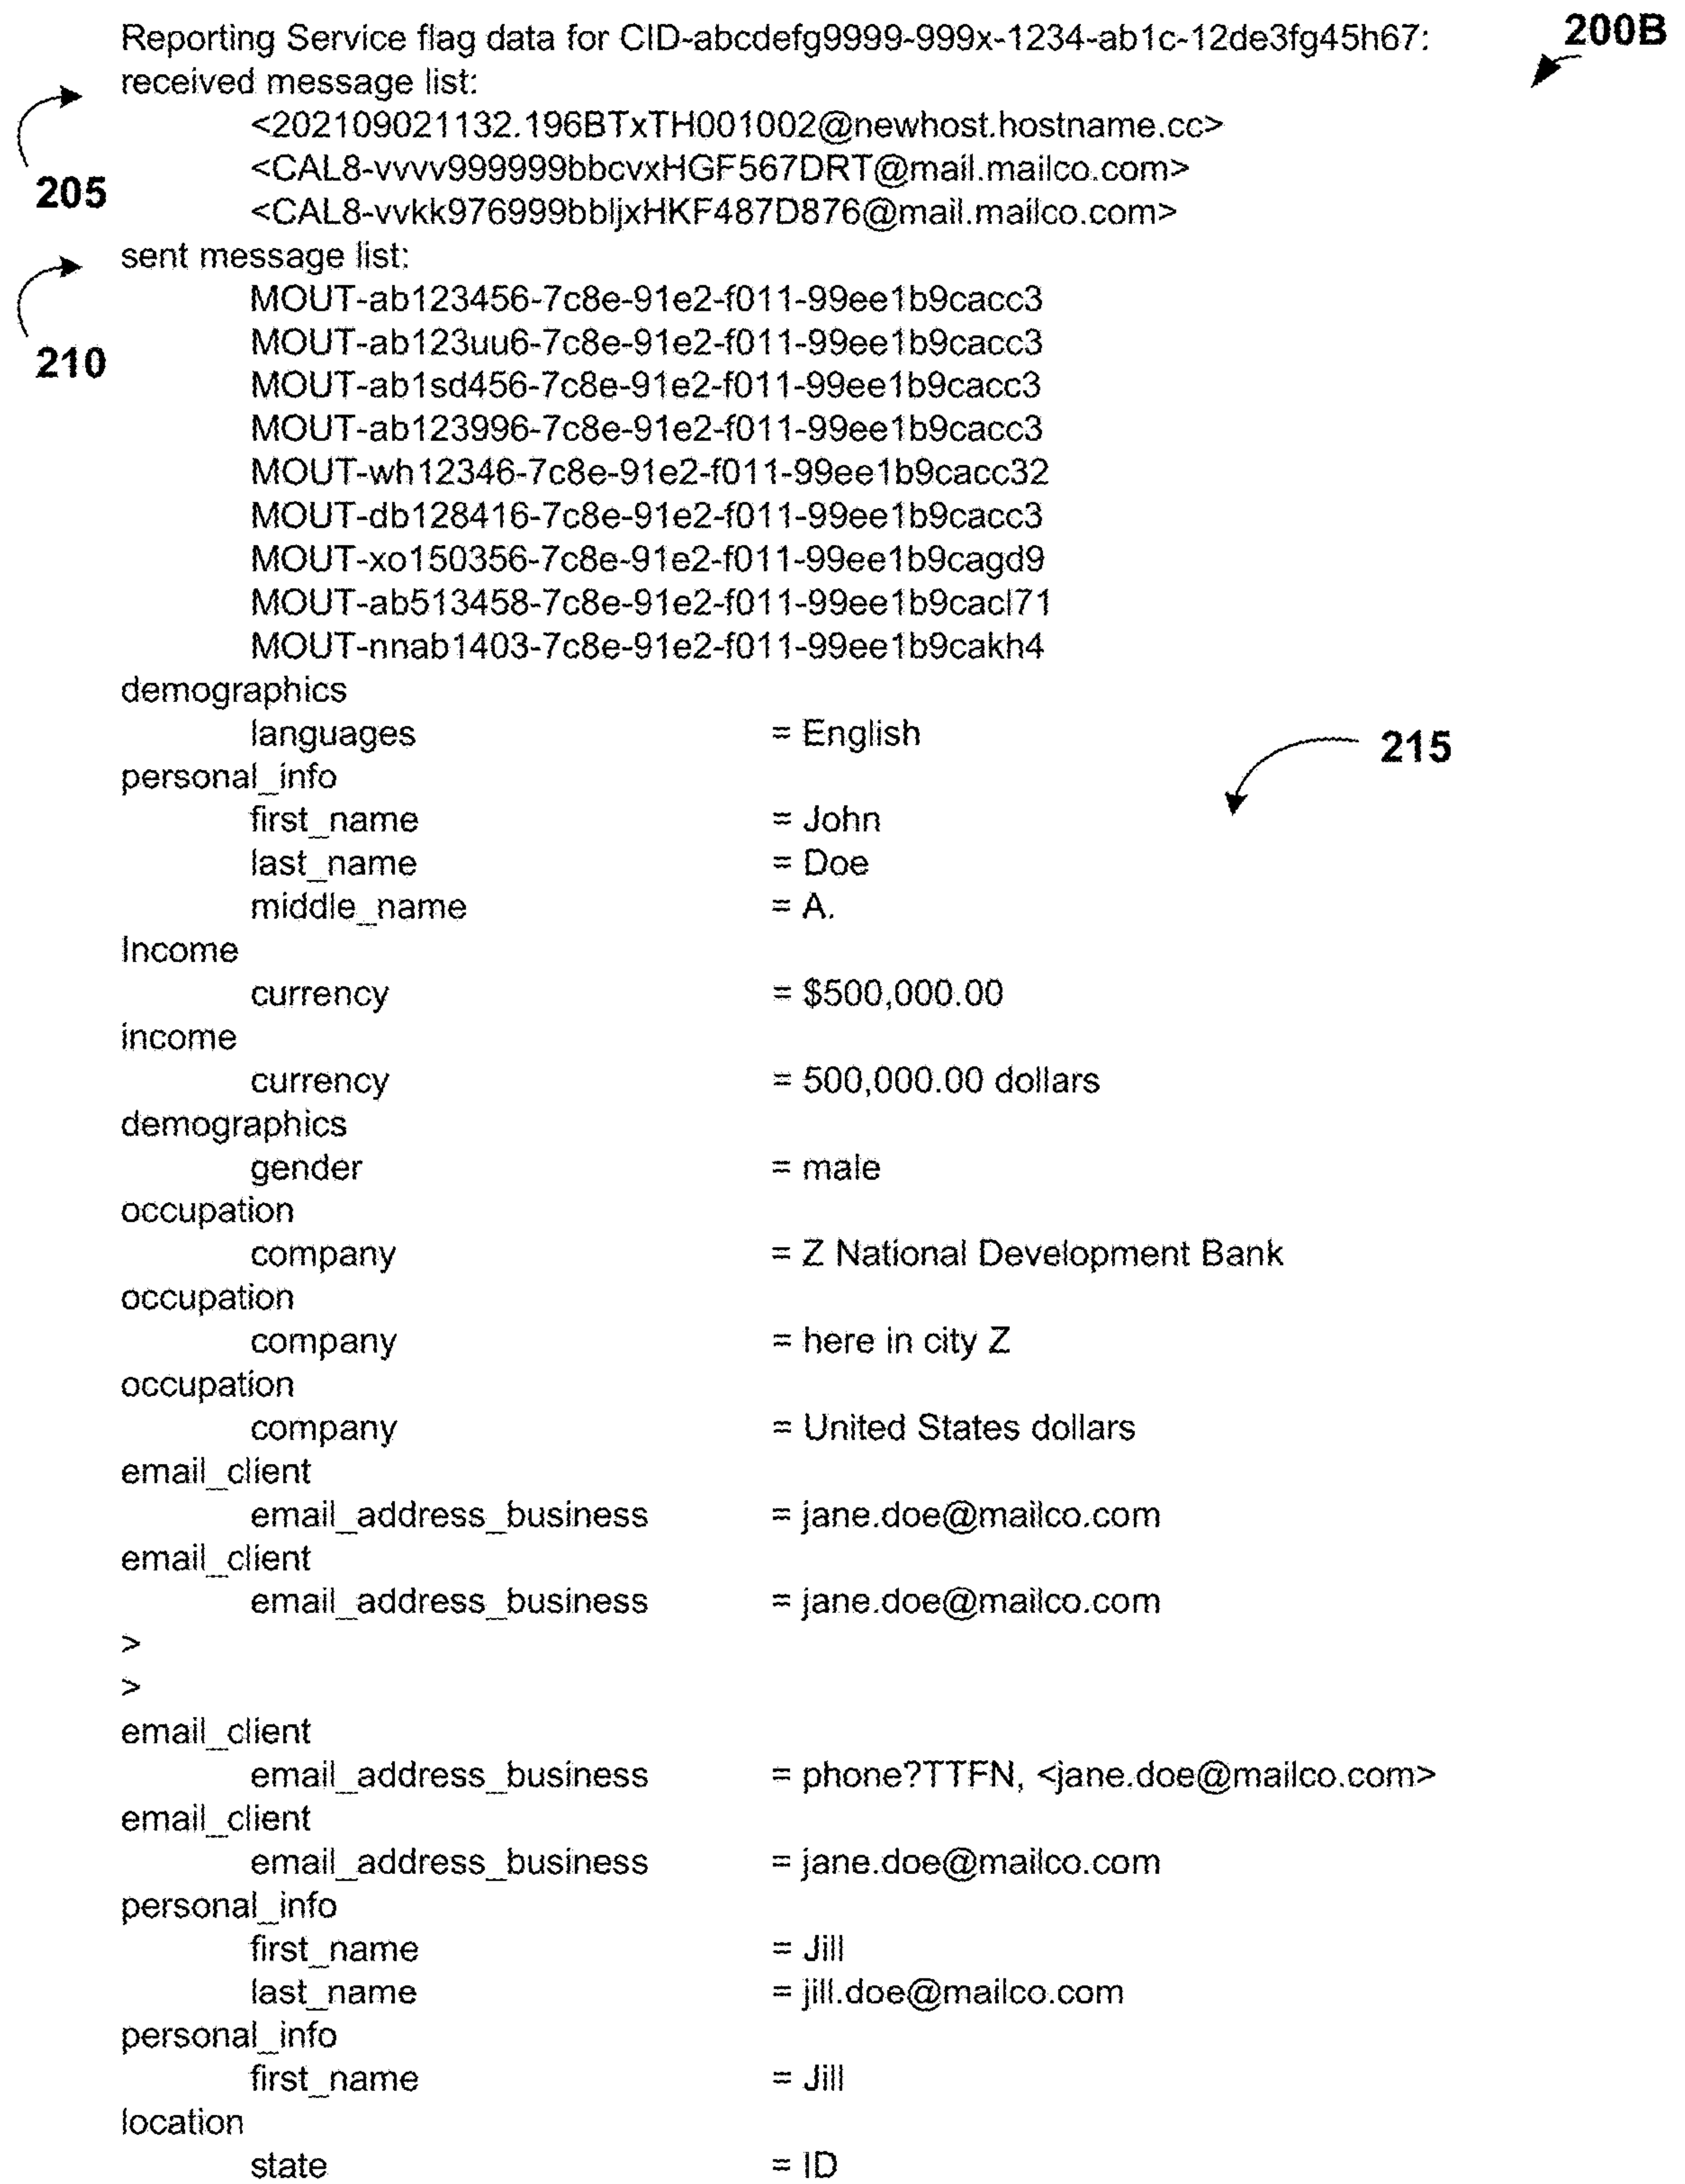 Reporting Service flag data for CID-abcdefg9999-999x-1234-ab1c-12de3fg45h67:
200B
received message list:
<202109021132.196BTxTH001002@newhost.hostname.cc>
<CAL8-vvvv999999bbcvxHGF567DRT@mail.mailco.com>
205
<CAL8-vvkk976999bbljxHKF487D876@mail.mailco.com>
sent message list:
MOUT-ab123456-7c8e-91e2-f011-99ee1b9cacc3
MOUT-ab123uu6-7c8e-91e2-f011-99ee1b9cacc3
210
MOUT-ab1sd456-7c8e-91e2-f011-99ee1b9cacc3
MOUT-ab123996-7c8e-91e2-f011-99ee1b9cacc3
MOUT-wh12346-7c8e-91e2-f011-99ee1b9cacc32
MOUT-db128416-7c8e-91e2-f011-99ee1b9cacc3
MOUT-xo150356-7c8e-91e2-f011-99ee1b9cagd9
MOUT-ab513458-7c8e-91e2-f011-99ee1b9cacl71
MOUT-nnab1403-7c8e-91e2-f011-99ee1b9cakh4
demographics
languages = English
215
personal_info
first_name = John
last_name = Doe
middle_name = A.
Income
currency = $500,000.00
income
currency = 500,000.00 dollars
demographics
gender = male
occupation
company = Z National Development Bank
occupation
company = here in city Z
occupation
company = United States dollars
email_client
email_address_business = jane.doe@mailco.com
email_client
email_address_business = jane.doe@mailco.com
>
>
email_client
email_address_business = phone?TTFN, <jane.doe@mailco.com>
email_client
email_address_business = jane.doe@mailco.com
personal_info
first_name = Jill
last_name = jill.doe@mailco.com
personal_info
first_name = Jill
location
state = ID